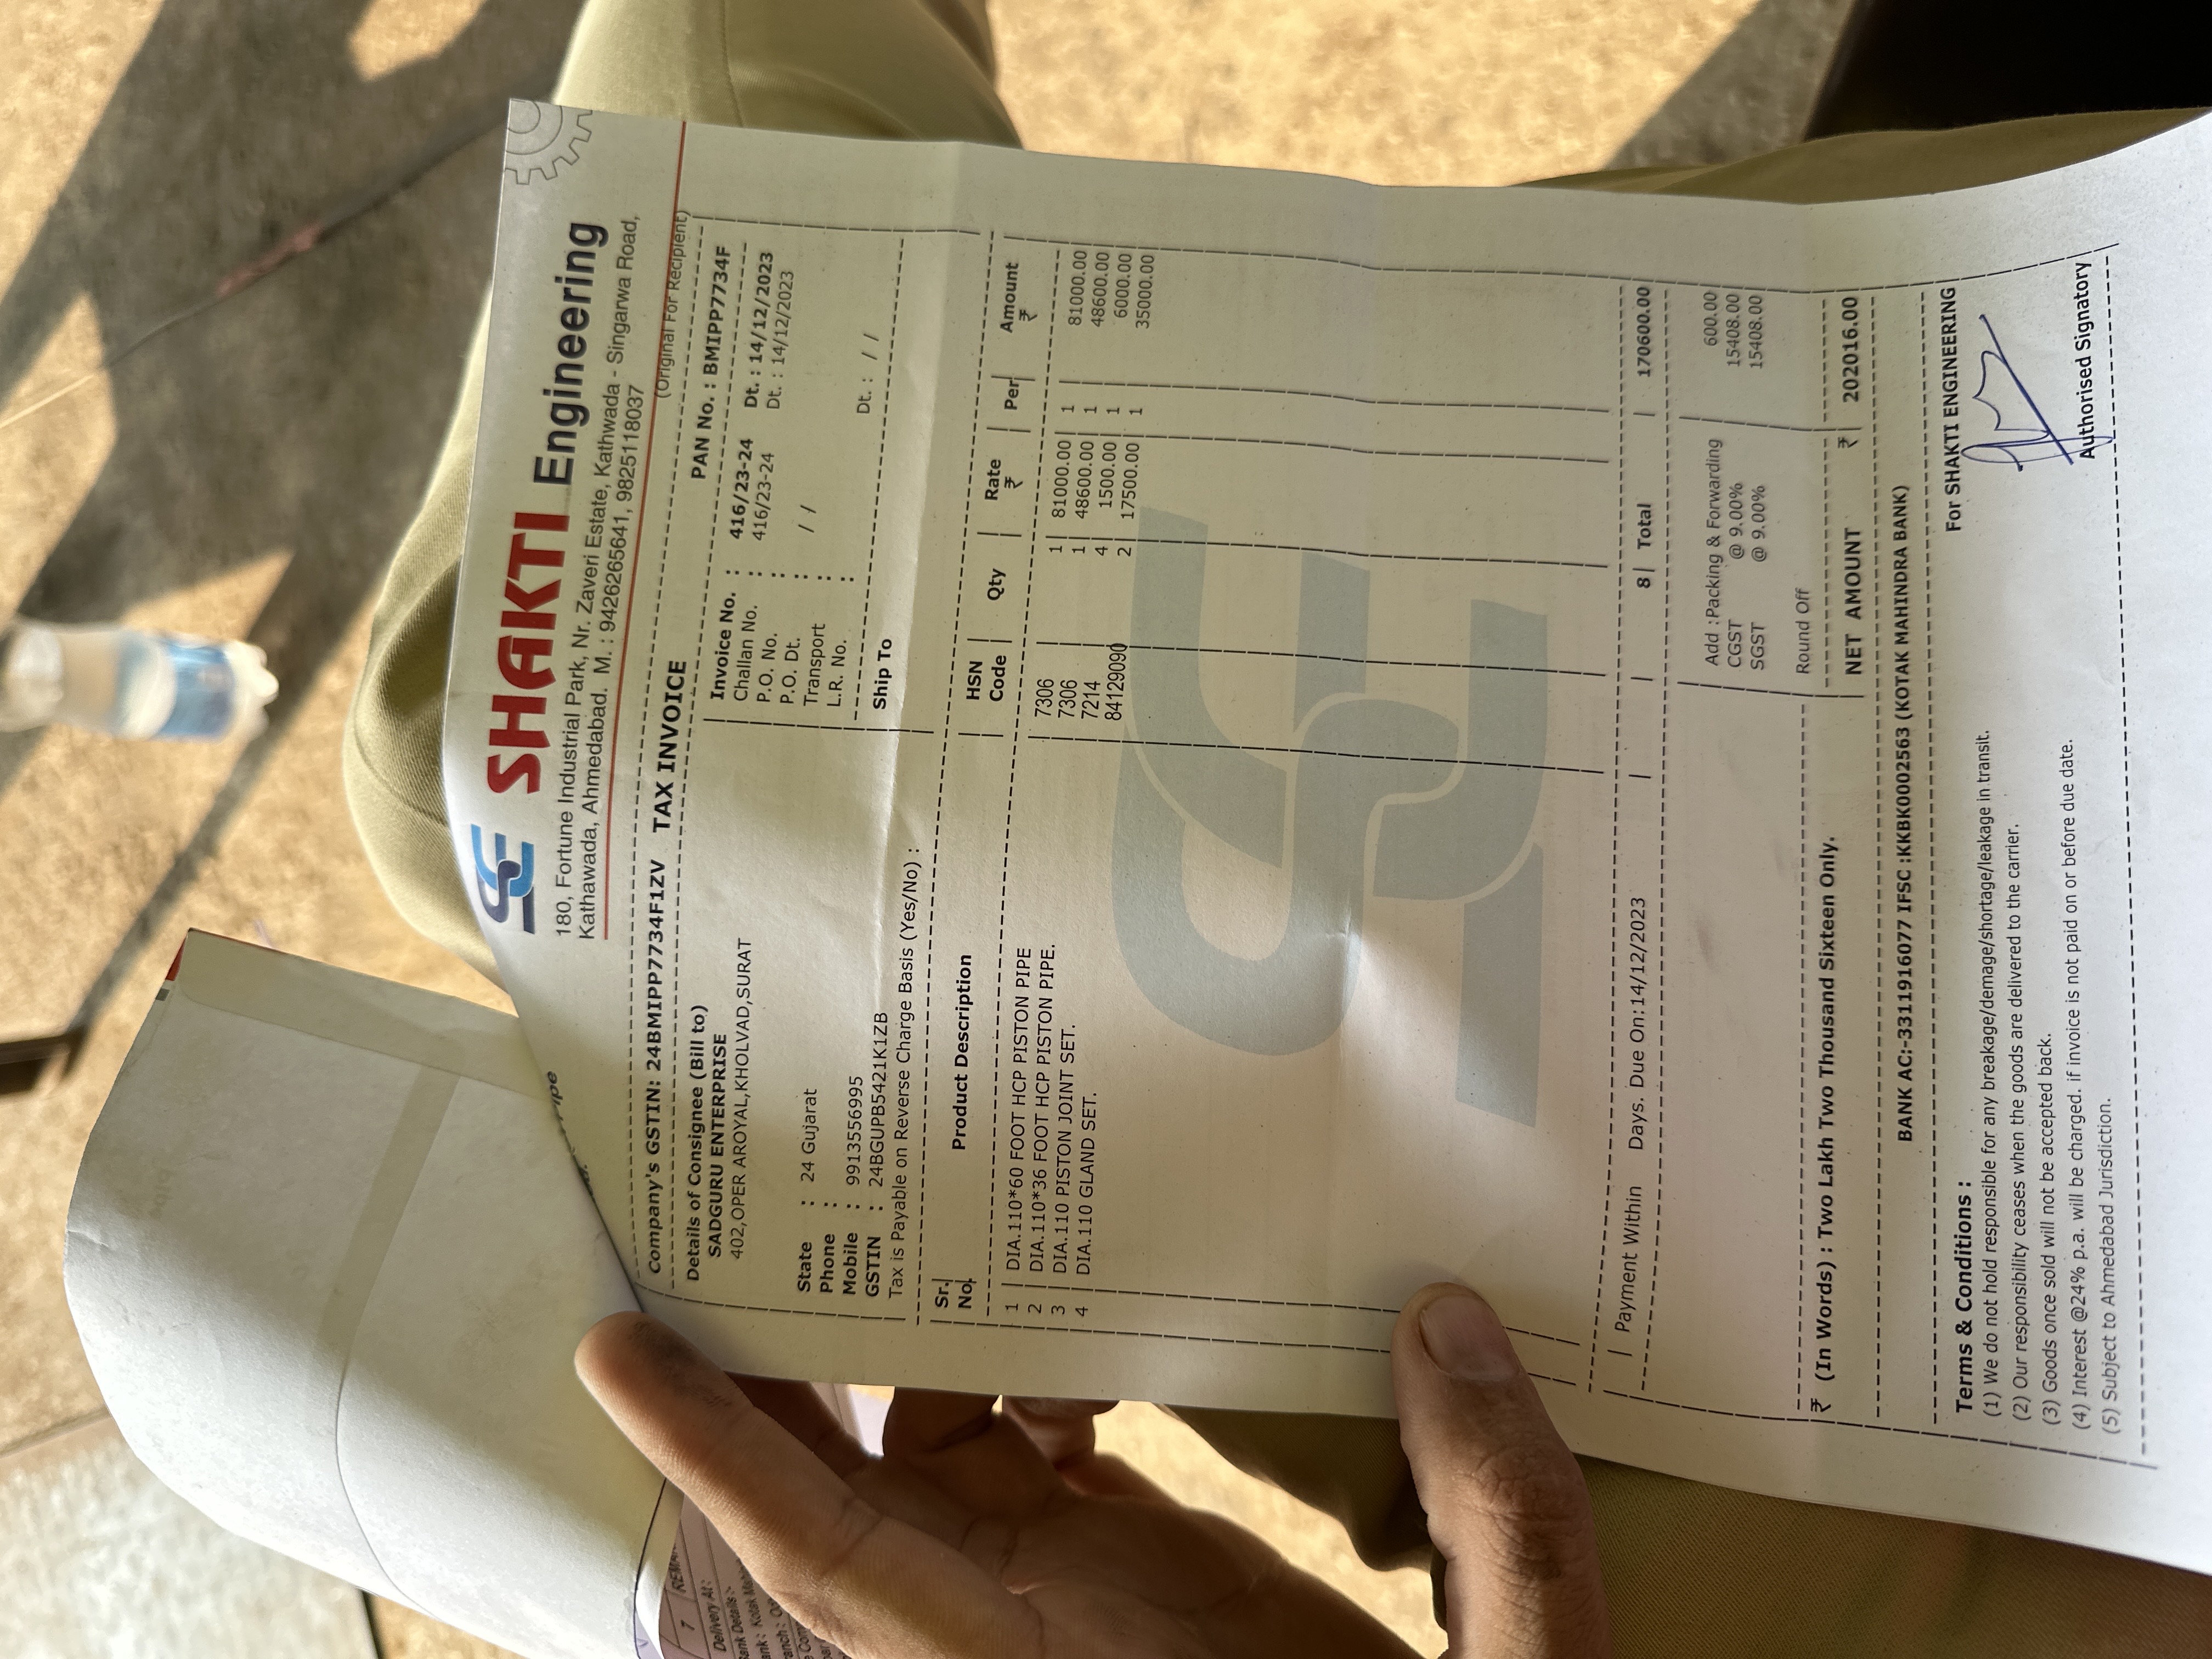 SE SHAKTI Engineering
180, Fortune Industrial Park, Nr. Zaveri Estate, Kathwada - Singarwa Road,
Kathawada, Ahmedabad. M. : 9426265641, 9825118037
Pipe
(Original For Recipient)
Company's GSTIN: 24BMIPP7734F1ZV TAX INVOICE PAN No. : BMIPP7734F
Details of Consignee (Bill to)
SADGURU ENTERPRISE
402,OPER AROYAL,KHOLVAD,SURAT
State : 24 Gujarat
Phone :
Mobile : 9913556995
GSTIN : 24BGUPB5421K1ZB
Tax is Payable on Reverse Charge Basis (Yes/No) :
Invoice No. : 416/23-24 Dt. : 14/12/2023
Challan No. : 416/23-24 Dt. : 14/12/2023
P.O. No. :
P.O. Dt. : / /
Transport :
L.R. No. : Dt. : / /
Ship To
Sr. No. Product Description HSN Code Qty Rate ₹ Per Amount ₹
1 DIA.110*60 FOOT HCP PISTON PIPE 7306 1 81000.00 1 81000.00
2 DIA.110*36 FOOT HCP PISTON PIPE. 7306 1 48600.00 1 48600.00
3 DIA.110 PISTON JOINT SET. 7214 4 1500.00 1 6000.00
4 DIA.110 GLAND SET. 84129090 2 17500.00 1 35000.00
Payment Within Days. Due On:14/12/2023 8 Total 170600.00
Add :Packing & Forwarding 600.00
CGST @ 9.00% 15408.00
SGST @ 9.00% 15408.00
Round Off
₹ (In Words) : Two Lakh Two Thousand Sixteen Only.
NET AMOUNT ₹ 202016.00
BANK AC:-3311916077 IFSC :KKBK0002563 (KOTAK MAHINDRA BANK)
Terms & Conditions :
(1) We do not hold responsible for any breakage/demage/shortage/leakage in transit.
(2) Our responsibility ceases when the goods are delivered to the carrier.
(3) Goods once sold will not be accepted back.
(4) Interest @24% p.a. will be charged. if invoice is not paid on or before due date.
(5) Subject to Ahmedabad Jurisdiction.
For SHAKTI ENGINEERING
Authorised Signatory
7
Delivery At:
Bank Details :-
Kotak